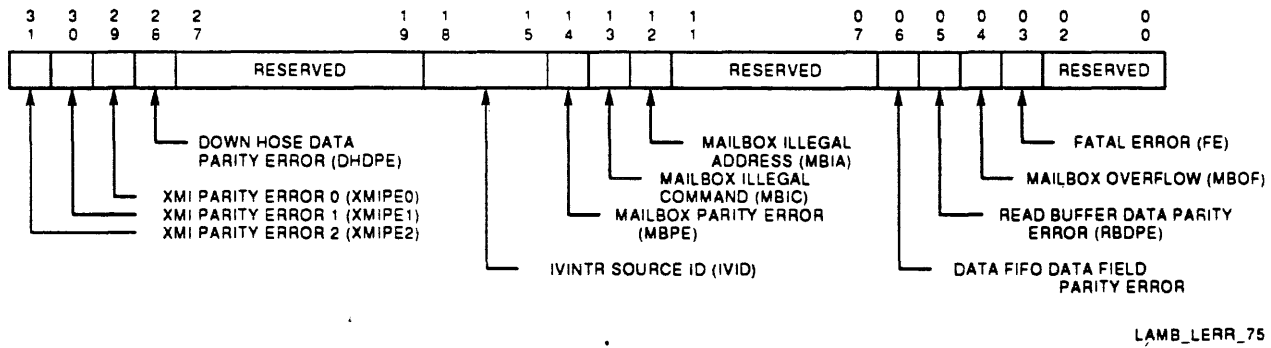 3 3 2 2 2 1 1 1 1 1 1 1 0 0 0 0 0 0 0
1 0 9 8 7 9 8 5 4 3 2 1 7 6 5 4 3 2 0
RESERVED RESERVED RESERVED
DOWN HOSE DATA
PARITY ERROR (DHDPE)
XMI PARITY ERROR 0 (XMIPE0)
XMI PARITY ERROR 1 (XMIPE1)
XMI PARITY ERROR 2 (XMIPE2)
MAILBOX ILLEGAL
ADDRESS (MBIA)
MAILBOX ILLEGAL
COMMAND (MBIC)
MAILBOX PARITY ERROR
(MBPE)
IVINTR SOURCE ID (IVID)
FATAL ERROR (FE)
MAILBOX OVERFLOW (MBOF)
READ BUFFER DATA PARITY
ERROR (RBDPE)
DATA FIFO DATA FIELD
PARITY ERROR
LAMB_LERR_75